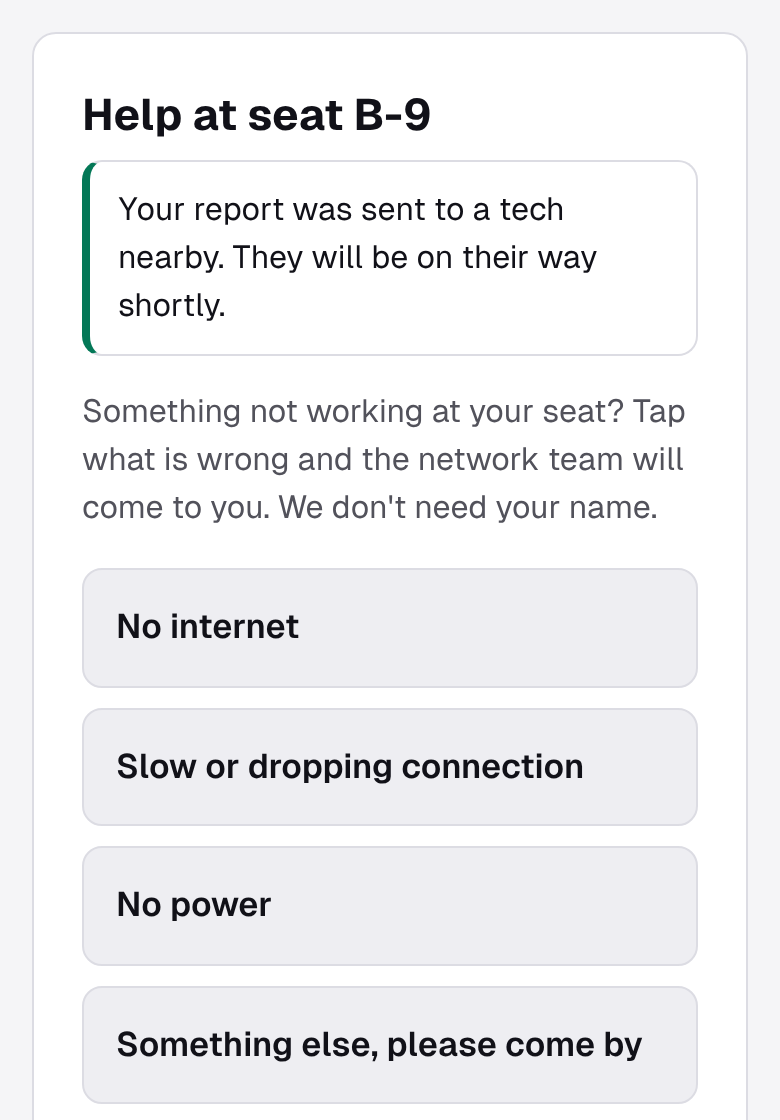 Help at seat B-9
Your report was sent to a tech
nearby. They will be on their way
shortly.
Something not working at your seat? Tap
what is wrong and the network team will
come to you. We don't need your name.
No internet
Slow or dropping connection
No power
Something else, please come by